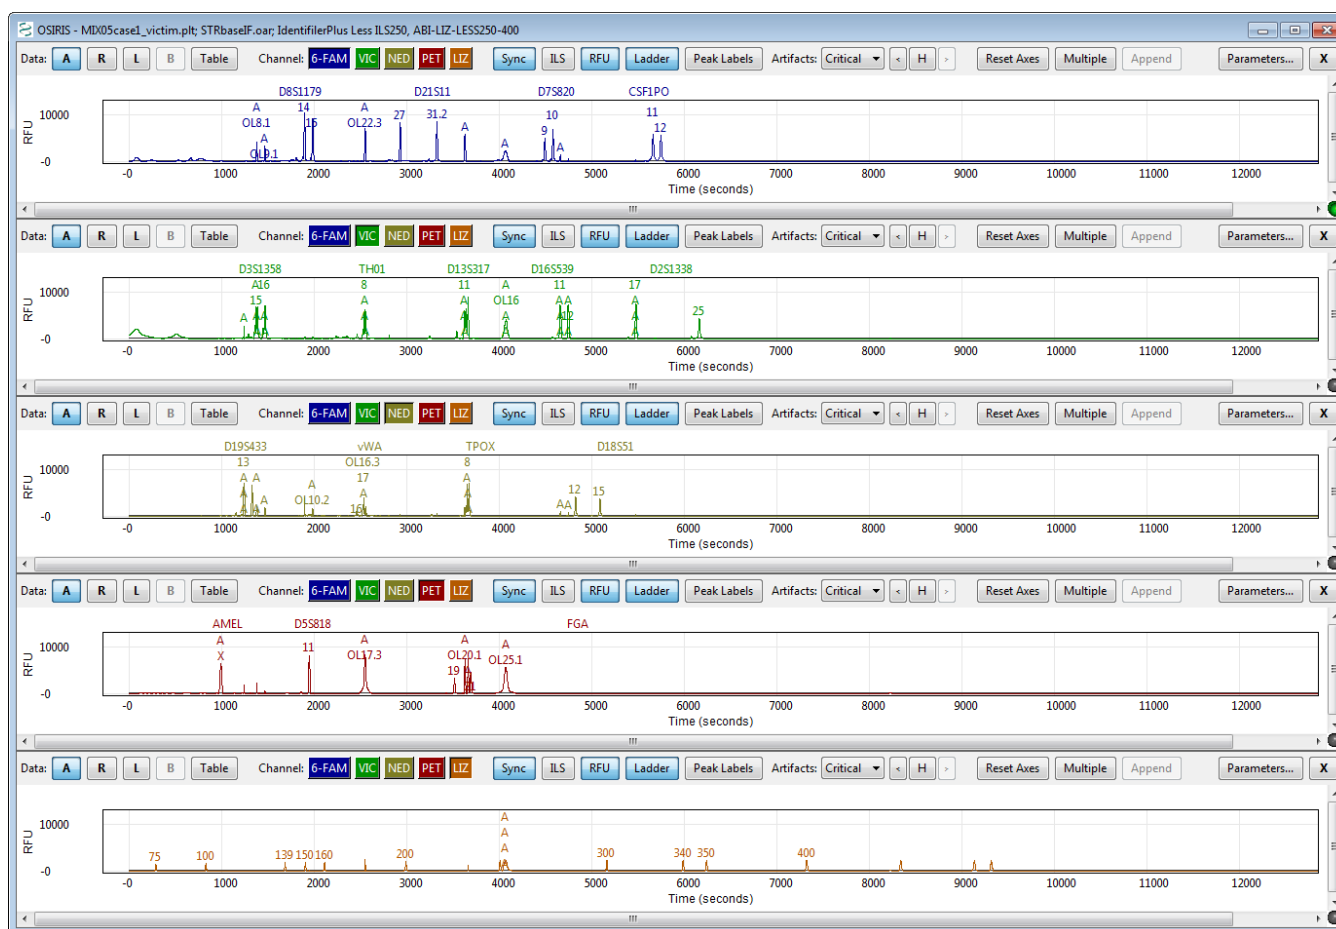 OSIRIS - MIX05case1_victim.plt; STRbaseIF.oar; IdentifilerPlus Less ILS250, ABI-LIZ-LESS250-400
Data: A R L B Table Channel: 6-FAM VIC NED PET LIZ Sync ILS RFU Ladder Peak Labels Artifacts: Critical < H > Reset Axes Multiple Append Parameters... X
D8S1179 D21S11 D7S820 CSF1PO
A 14 A 27 31.2 10 11
OL8.1 15 OL22.3 A A 9 12
A A
OL9.1
RFU
10000
-0
-0 1000 2000 3000 4000 5000 6000 7000 8000 9000 10000 11000 12000
Time (seconds)
Data: A R L B Table Channel: 6-FAM VIC NED PET LIZ Sync ILS RFU Ladder Peak Labels Artifacts: Critical < H > Reset Axes Multiple Append Parameters... X
D3S1358 TH01 D13S317 D16S539 D2S1338
A16 8 11 A 11 17
15 A A OL16 A A A 25
A A A A 12
RFU
10000
-0
-0 1000 2000 3000 4000 5000 6000 7000 8000 9000 10000 11000 12000
Time (seconds)
Data: A R L B Table Channel: 6-FAM VIC NED PET LIZ Sync ILS RFU Ladder Peak Labels Artifacts: Critical < H > Reset Axes Multiple Append Parameters... X
D19S433 vWA TPOX D18S51
13 OL16.3 8
A A A 17 A 12 15
A A OL10.2 A A A A
A 16
RFU
10000
-0
-0 1000 2000 3000 4000 5000 6000 7000 8000 9000 10000 11000 12000
Time (seconds)
Data: A R L B Table Channel: 6-FAM VIC NED PET LIZ Sync ILS RFU Ladder Peak Labels Artifacts: Critical < H > Reset Axes Multiple Append Parameters... X
AMEL D5S818 FGA
A 11 A A A
X OL17.3 OL20.1 OL25.1
19
RFU
10000
-0
-0 1000 2000 3000 4000 5000 6000 7000 8000 9000 10000 11000 12000
Time (seconds)
Data: A R L B Table Channel: 6-FAM VIC NED PET LIZ Sync ILS RFU Ladder Peak Labels Artifacts: Critical < H > Reset Axes Multiple Append Parameters... X
A
A
A
75 100 139 150 160 200 A 300 340 350 400
RFU
10000
-0
-0 1000 2000 3000 4000 5000 6000 7000 8000 9000 10000 11000 12000
Time (seconds)